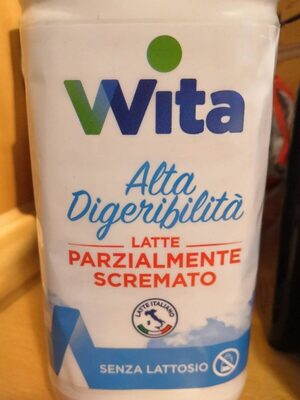 Wita
Alta
Digeribilità
LATTE
PARZIALMENTE
SCREMATO
LATTE ITALIANO
SENZA LATTOSIO